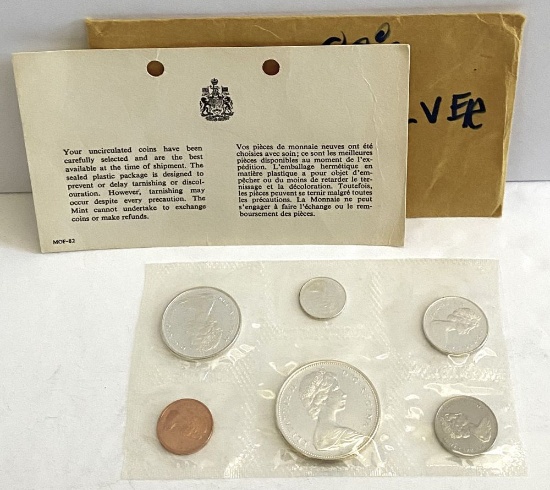 VER
Your uncirculated coins have been
carefully selected and are the best
available at the time of shipment. The
sealed plastic package is designed to
prevent or delay tarnishing or discol-
ouration. However, tarnishing may
occur despite every precaution. The
Mint cannot undertake to exchange
coins or make refunds.
MOF-82
Vos pièces de monnaie neuves ont été
choisies avec soin; ce sont les meilleures
pièces disponibles au moment de l'ex-
pédition. L'emballage hermétique en
matière plastique a pour objet d'em-
pêcher ou du moins de retarder le ter-
nissage et la décoloration. Toutefois,
les pièces peuvent se ternir malgré toutes
les précautions. La Monnaie ne peut
s'engager à faire l'échange ou le rem-
boursement des pièces.